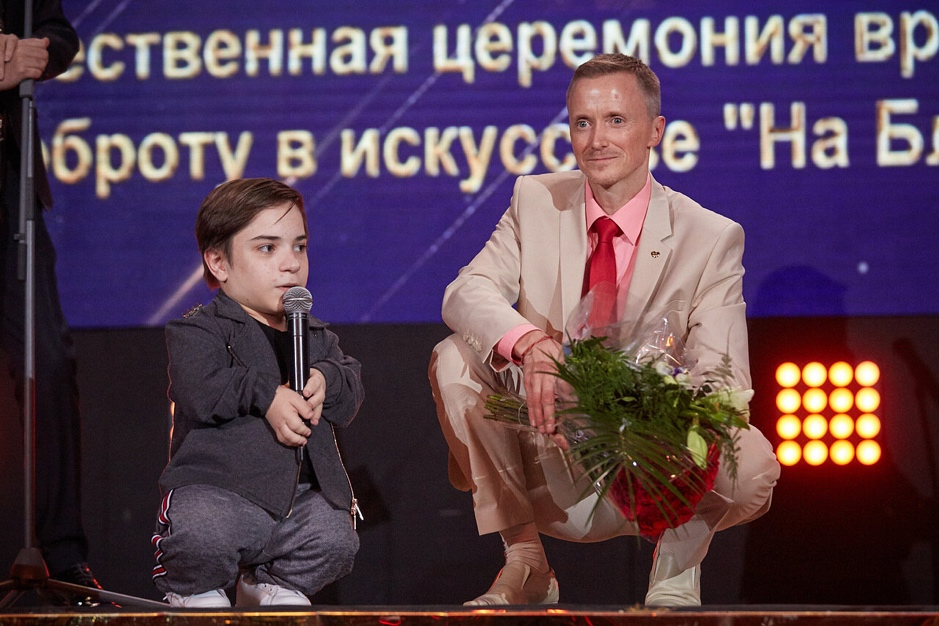 ественная церемония вр
оброту в искусстве "На Бл